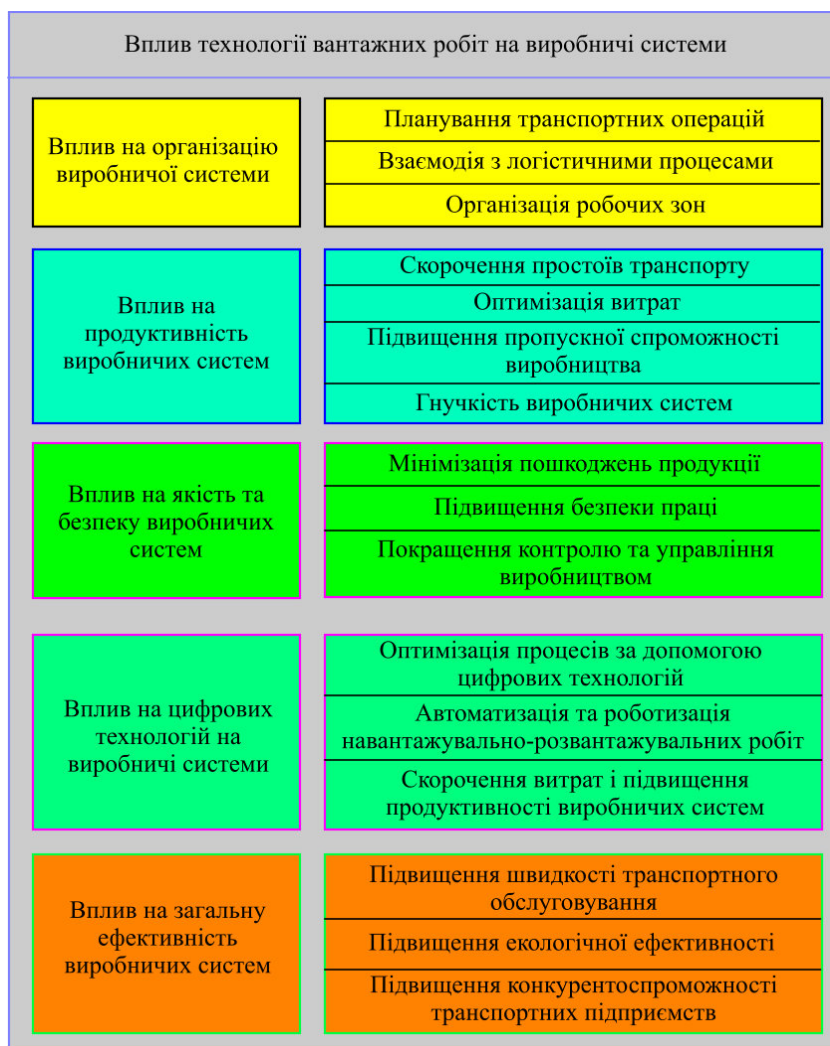 Вплив технології вантажних робіт на виробничі системи
Вплив на організацію
виробничої системи
Планування транспортних операцій
Взаємодія з логістичними процесами
Організація робочих зон
Вплив на
продуктивність
виробничих систем
Скорочення простоїв транспорту
Оптимізація витрат
Підвищення пропускної спроможності
виробництва
Гнучкість виробничих систем
Вплив на якість та
безпеку виробничих
систем
Мінімізація пошкоджень продукції
Підвищення безпеки праці
Покращення контролю та управління
виробництвом
Вплив на цифрових
технологій на
виробничі системи
Оптимізація процесів за допомогою
цифрових технологій
Автоматизація та роботизація
навантажувально-розвантажувальних робіт
Скорочення витрат і підвищення
продуктивності виробничих систем
Вплив на загальну
ефективність
виробничих систем
Підвищення швидкості транспортного
обслуговування
Підвищення екологічної ефективності
Підвищення конкурентоспроможності
транспортних підприємств